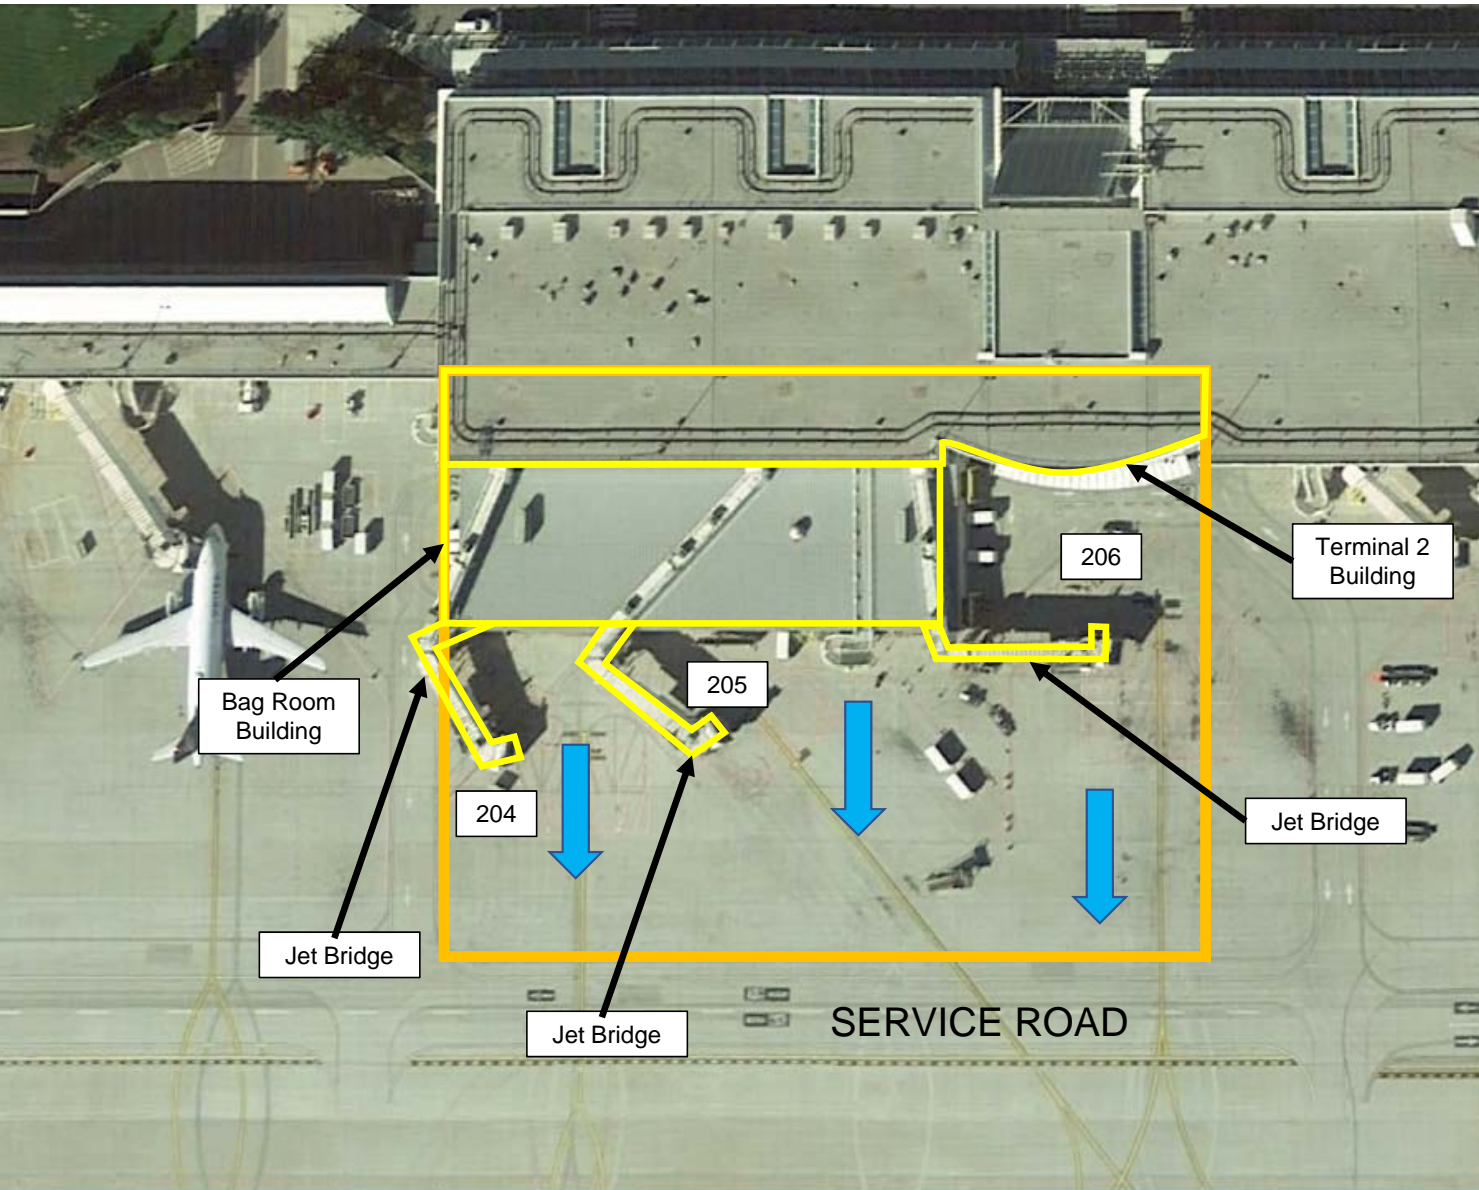 206
Terminal 2
Building
205
Bag Room
Building
204
Jet Bridge
Jet Bridge
Jet Bridge
SERVICE ROAD